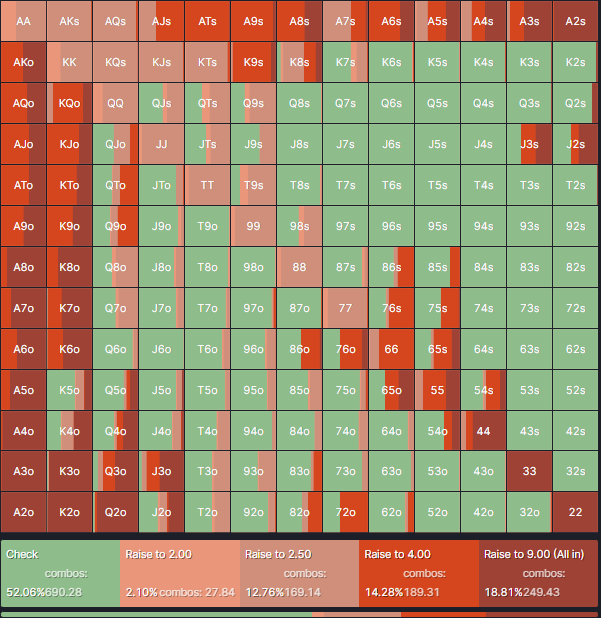 AA AKs AQs AJs ATs A9s A8s A7s A6s A5s A4s A3s A2s
AKo KK KQs KJs KTs K9s K8s K7s K6s K5s K4s K3s K2s
AQo KQo QQ QJs QTs Q9s Q8s Q7s Q6s Q5s Q4s Q3s Q2s
AJo KJo QJo JJ JTs J9s J8s J7s J6s J5s J4s J3s J2s
ATo KTo QTo JTo TT T9s T8s T7s T6s T5s T4s T3s T2s
A9o K9o Q9o J9o T9o 99 98s 97s 96s 95s 94s 93s 92s
A8o K8o Q8o J8o T8o 98o 88 87s 86s 85s 84s 83s 82s
A7o K7o Q7o J7o T7o 97o 87o 77 76s 75s 74s 73s 72s
A6o K6o Q6o J6o T6o 96o 86o 76o 66 65s 64s 63s 62s
A5o K5o Q5o J5o T5o 95o 85o 75o 65o 55 54s 53s 52s
A4o K4o Q4o J4o T4o 94o 84o 74o 64o 54o 44 43s 42s
A3o K3o Q3o J3o T3o 93o 83o 73o 63o 53o 43o 33 32s
A2o K2o Q2o J2o T2o 92o 82o 72o 62o 52o 42o 32o 22
Check Raise to 2.00 Raise to 2.50 Raise to 4.00 Raise to 9.00 (All in)
combos: combos: combos: combos:
52.06% 690.28 2.10% combos: 27.84 12.76% 169.14 14.28% 189.31 18.81% 249.43